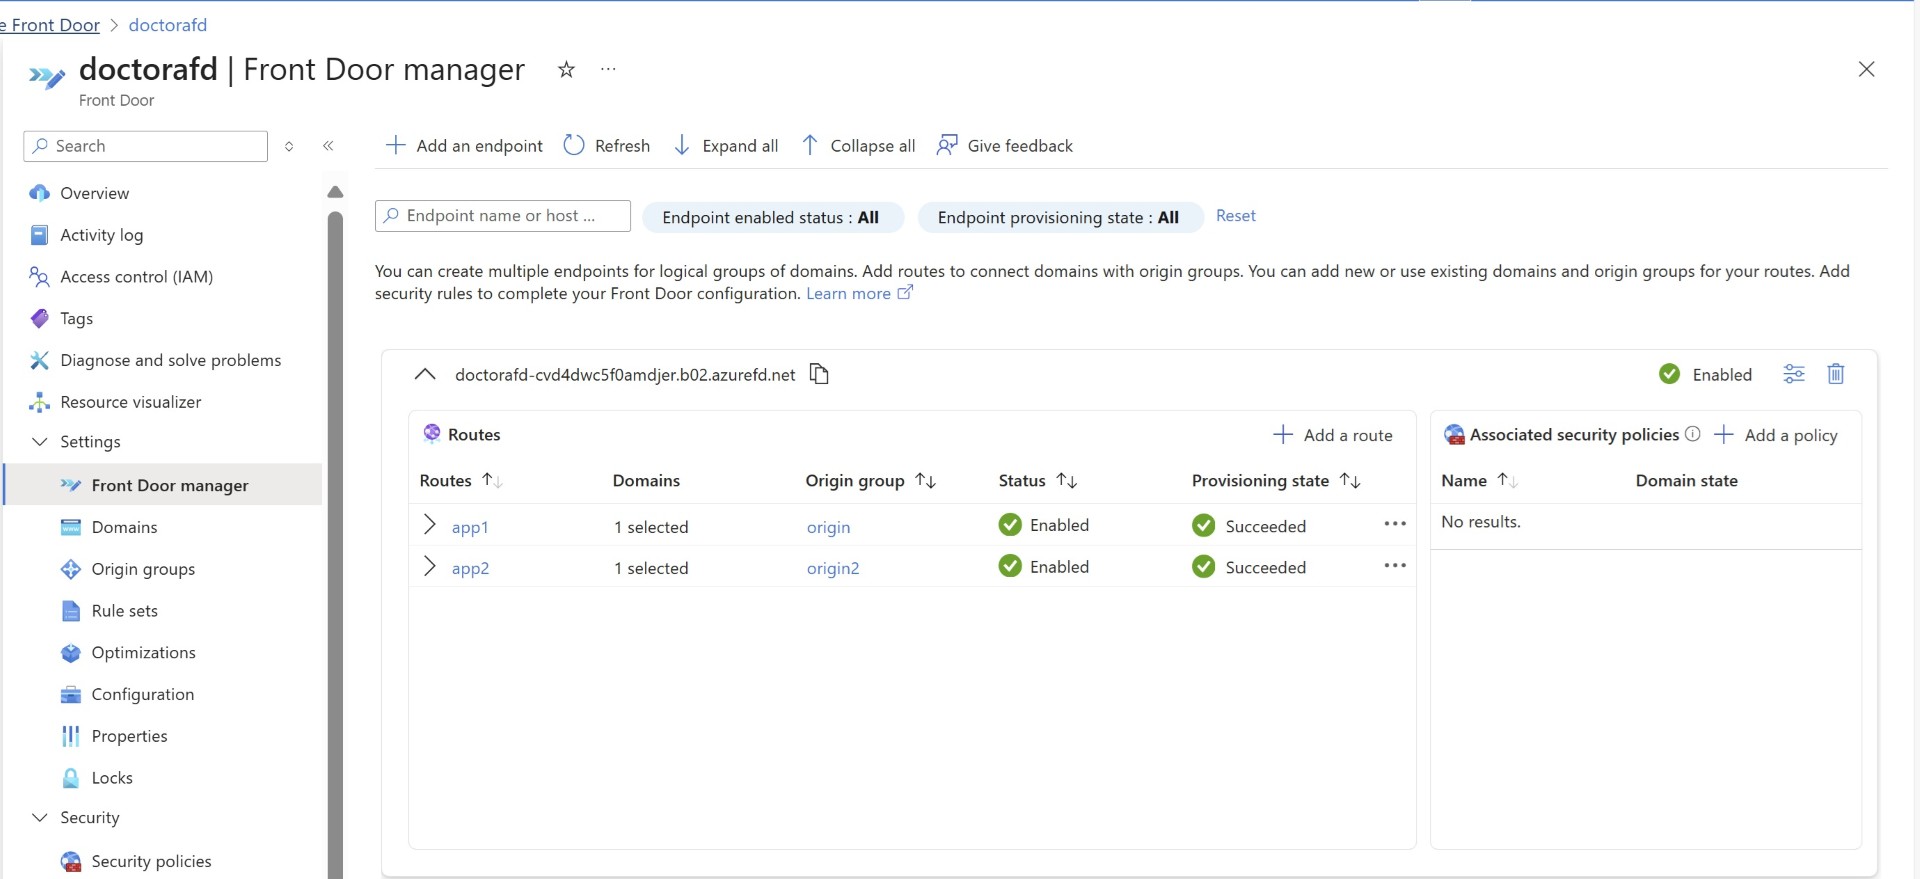 e Front Door > doctorafd
doctorafd | Front Door manager
Front Door
Search
Overview
Activity log
Access control (IAM)
Tags
Diagnose and solve problems
Resource visualizer
Settings
Front Door manager
Domains
Origin groups
Rule sets
Optimizations
Configuration
Properties
Locks
Security
Security policies
Add an endpoint Refresh Expand all Collapse all Give feedback
Endpoint name or host ... Endpoint enabled status : All Endpoint provisioning state : All Reset
You can create multiple endpoints for logical groups of domains. Add routes to connect domains with origin groups. You can add new or use existing domains and origin groups for your routes. Add
security rules to complete your Front Door configuration. Learn more
doctorafd-cvd4dwc5f0amdjer.b02.azurefd.net Enabled
Routes Add a route
Routes Domains Origin group Status Provisioning state
app1 1 selected origin Enabled Succeeded
app2 1 selected origin2 Enabled Succeeded
Associated security policies Add a policy
Name Domain state
No results.